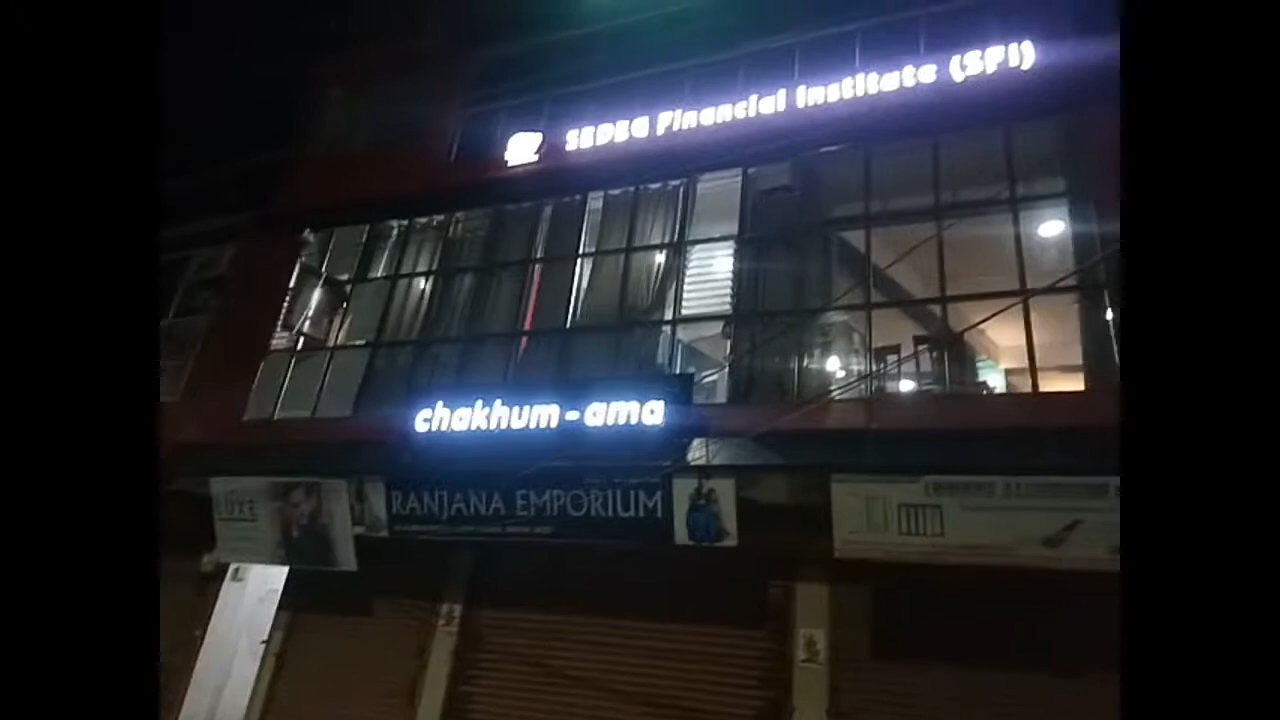 SEDEG Financial Institute (SFI)
chakhum-ama
LUXE
RANJANA EMPORIUM